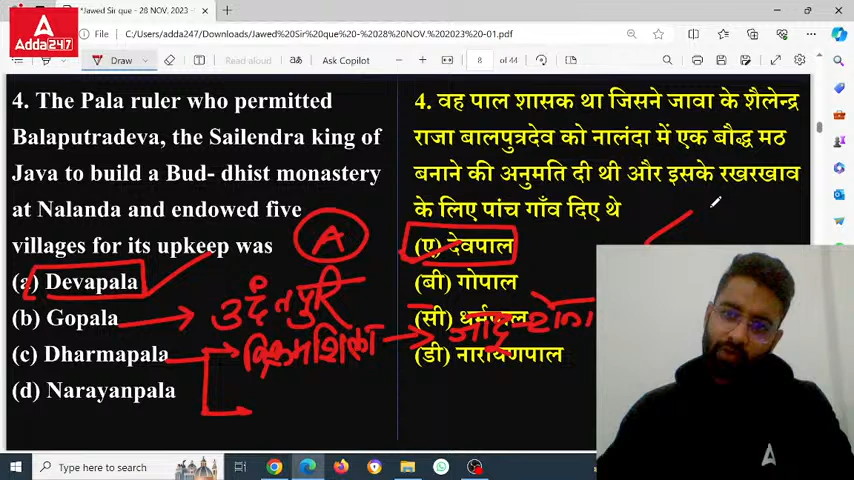 Jawed Sir que - 28 NOV. 2023
File
C:/Users/adda247/Downloads/Jawed%20Sir%20que%20-%2028%20NOV.%202023%20-01.pdf
Adda247
Draw
Read aloud
Ask Copilot
8 of 44
4. The Pala ruler who permitted
Balaputradeva, the Sailendra king of
Java to build a Bud- dhist monastery
at Nalanda and endowed five
villages for its upkeep was
(a) Devapala
(b) Gopala
(c) Dharmapala
(d) Narayanpala
A
उदंतपुरि
विक्रमशिला
4. वह पाल शासक था जिसने जावा के शैलेन्द्र
राजा बालपुत्रदेव को नालंदा में एक बौद्ध मठ
बनाने की अनुमति दी थी और इसके रखरखाव
के लिए पांच गाँव दिए थे
(ए) देवपाल
(बी) गोपाल
(सी) धर्मपाल
(डी) नारायणपाल
Type here to search